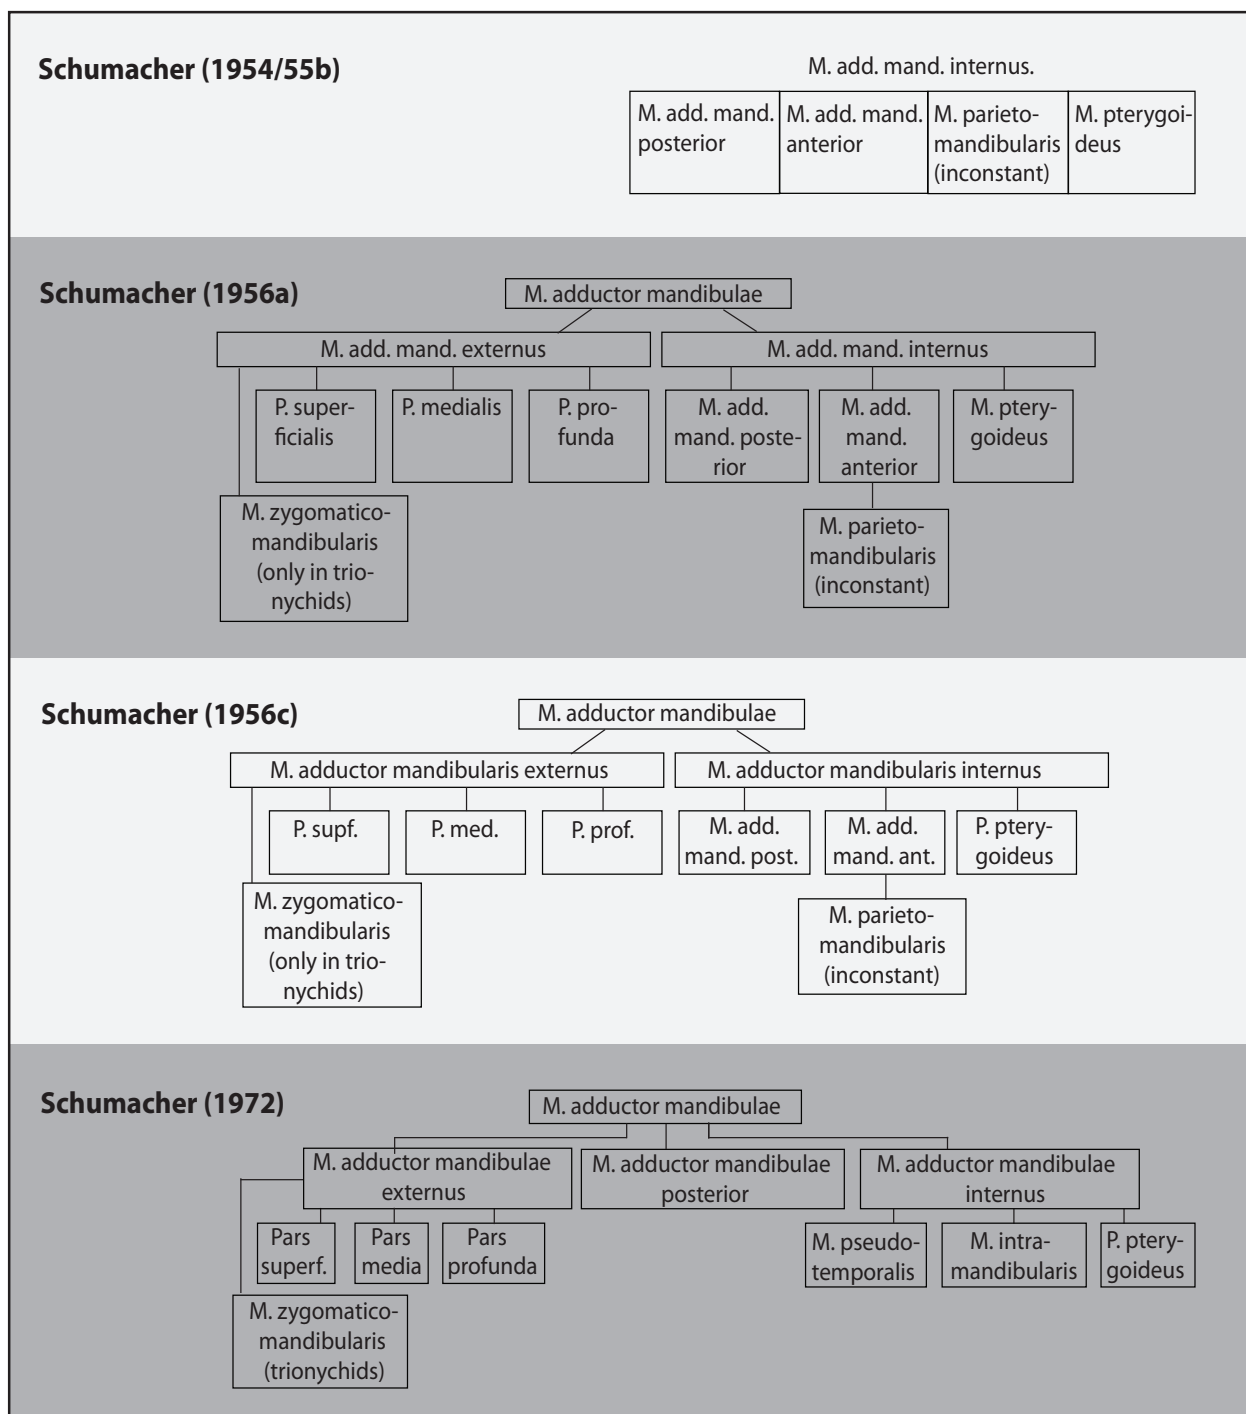 Schumacher (1954/55b)
M. add. mand. internus.
M. add. mand.
posterior
M. add. mand.
anterior
M. parieto-
mandibularis
(inconstant)
M. pterygoi-
deus
Schumacher (1956a)
M. adductor mandibulae
M. add. mand. externus
M. add. mand. internus
P. super-
ficialis
P. medialis
P. pro-
funda
M. add.
mand. poste-
rior
M. add.
mand.
anterior
M. ptery-
goideus
M. zygomatico-
mandibularis
(only in trio-
nychids)
M. parieto-
mandibularis
(inconstant)
Schumacher (1956c)
M. adductor mandibulae
M. adductor mandibularis externus
M. adductor mandibularis internus
P. supf.
P. med.
P. prof.
M. add.
mand. post.
M. add.
mand. ant.
P. ptery-
goideus
M. zygomatico-
mandibularis
(only in trio-
nychids)
M. parieto-
mandibularis
(inconstant)
Schumacher (1972)
M. adductor mandibulae
M. adductor mandibulae
externus
M. adductor mandibulae
posterior
M. adductor mandibulae
internus
Pars
superf.
Pars
media
Pars
profunda
M. pseudo-
temporalis
M. intra-
mandibularis
P. ptery-
goideus
M. zygomatico-
mandibularis
(trionychids)